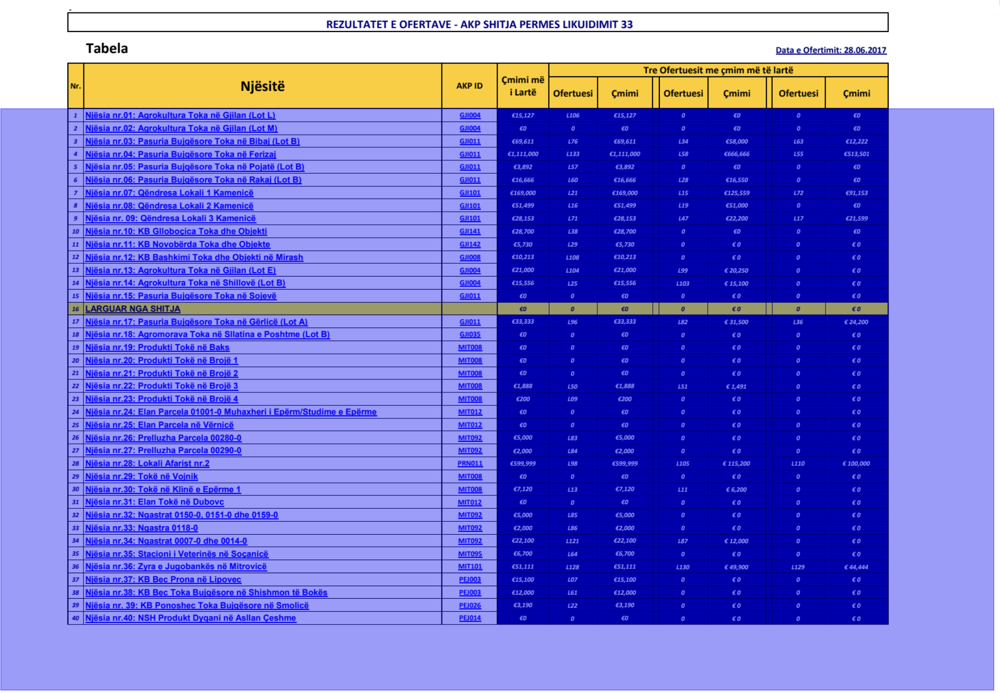 REZULTATET E OFERTAVE - AKP SHITJA PERMES LIKUIDIMIT 33
Tabela
Data e Ofertimit: 28.06.2017
Nr. Njësitë AKP ID Çmimi më i Lartë Tre Ofertuesit me çmim më të lartë
Ofertuesi Çmimi Ofertuesi Çmimi Ofertuesi Çmimi
1 Njësia nr.01: Agrokultura Toka në Gjilan (Lot L) GJI004 €15,127 L106 €15,127 0 €0 0 €0
2 Njësia nr.02: Agrokultura Toka në Gjilan (Lot M) GJI004 €0 0 €0 0 €0 0 €0
3 Njësia nr.03: Pasuria Bujqësore Toka në Bibaj (Lot B) GJI011 €69,611 L76 €69,611 L34 €58,000 L63 €12,222
4 Njësia nr.04: Pasuria Bujqësore Toka në Ferizaj GJI011 €1,111,000 L133 €1,111,000 L58 €666,666 L55 €513,501
5 Njësia nr.05: Pasuria Bujqësore Toka në Pojatë (Lot B) GJI011 €3,892 L57 €3,892 0 €0 0 €0
6 Njësia nr.06: Pasuria Bujqësore Toka në Rakaj (Lot B) GJI011 €16,666 L60 €16,666 L28 €16,550 0 €0
7 Njësia nr.07: Qëndresa Lokali 1 Kamenicë GJI101 €169,000 L21 €169,000 L15 €125,559 L72 €91,153
8 Njësia nr.08: Qëndresa Lokali 2 Kamenicë GJI101 €51,499 L16 €51,499 L19 €51,000 0 €0
9 Njësia nr. 09: Qëndresa Lokali 3 Kamenicë GJI101 €28,153 L71 €28,153 L47 €22,200 L17 €21,599
10 Njësia nr.10: KB Glloboçica Toka dhe Objekti GJI141 €28,700 L38 €28,700 0 €0 0 €0
11 Njësia nr.11: KB Novobërda Toka dhe Objekte GJI142 €5,730 L29 €5,730 0 € 0 0 € 0
12 Njësia nr.12: KB Bashkimi Toka dhe Objekti në Mirash GJI008 €10,213 L108 €10,213 0 € 0 0 € 0
13 Njësia nr.13: Agrokultura Toka në Gjilan (Lot E) GJI004 €21,000 L104 €21,000 L99 € 20,250 0 € 0
14 Njësia nr.14: Agrokultura Toka në Shillovë (Lot B) GJI004 €15,556 L25 €15,556 L103 € 15,100 0 € 0
15 Njësia nr.15: Pasuria Bujqësore Toka në Sojevë GJI011 €0 0 €0 0 € 0 0 € 0
16 LARGUAR NGA SHITJA €0 0 €0 0 € 0 0 € 0
17 Njësia nr.17: Pasuria Bujqësore Toka në Gërlicë (Lot A) GJI011 €33,333 L96 €33,333 L82 € 31,500 L36 € 24,200
18 Njësia nr.18: Agromorava Toka në Sllatina e Poshtme (Lot B) GJI035 €0 0 €0 0 € 0 0 € 0
19 Njësia nr.19: Produkti Tokë në Baks MIT008 €0 0 €0 0 € 0 0 € 0
20 Njësia nr.20: Produkti Tokë në Brojë 1 MIT008 €0 0 €0 0 € 0 0 € 0
21 Njësia nr.21: Produkti Tokë në Brojë 2 MIT008 €0 0 €0 0 € 0 0 € 0
22 Njësia nr.22: Produkti Tokë në Brojë 3 MIT008 €1,888 L50 €1,888 L51 € 1,491 0 € 0
23 Njësia nr.23: Produkti Tokë në Brojë 4 MIT008 €200 L09 €200 0 € 0 0 € 0
24 Njësia nr.24: Elan Parcela 01001-0 Muhaxheri i Epërm/Studime e Epërme MIT012 €0 0 €0 0 € 0 0 € 0
25 Njësia nr.25: Elan Parcela në Vërnicë MIT012 €0 0 €0 0 € 0 0 € 0
26 Njësia nr.26: Prelluzha Parcela 00280-0 MIT092 €5,000 L83 €5,000 0 € 0 0 € 0
27 Njësia nr.27: Prelluzha Parcela 00290-0 MIT092 €2,000 L84 €2,000 0 € 0 0 € 0
28 Njësia nr.28: Lokali Afarist nr.2 PRN011 €599,999 L98 €599,999 L105 € 115,200 L110 € 100,000
29 Njësia nr.29: Tokë në Vojnik MIT008 €0 0 €0 0 € 0 0 € 0
30 Njësia nr.30: Tokë në Klinë e Epërme 1 MIT008 €7,120 L13 €7,120 L11 € 6,200 0 € 0
31 Njësia nr.31: Elan Tokë në Dubovc MIT012 €0 0 €0 0 € 0 0 € 0
32 Njësia nr.32: Ngastrat 0150-0, 0151-0 dhe 0159-0 MIT092 €5,000 L85 €5,000 0 € 0 0 € 0
33 Njësia nr.33: Ngastra 0118-0 MIT092 €2,000 L86 €2,000 0 € 0 0 € 0
34 Njësia nr.34: Ngastrat 0007-0 dhe 0014-0 MIT092 €22,100 L121 €22,100 L87 € 12,000 0 € 0
35 Njësia nr.35: Stacioni i Veterinës në Soçanicë MIT095 €6,700 L64 €6,700 0 € 0 0 € 0
36 Njësia nr.36: Zyra e Jugobankës në Mitrovicë MIT101 €51,111 L128 €51,111 L130 € 49,900 L129 € 44,444
37 Njësia nr.37: KB Bec Prona në Lipovec PEJ003 €15,100 L07 €15,100 0 € 0 0 € 0
38 Njësia nr.38: KB Bec Toka Bujqësore në Shishmon të Bokës PEJ003 €12,000 L61 €12,000 0 € 0 0 € 0
39 Njësia nr. 39: KB Ponoshec Toka Bujqësore në Smolicë PEJ026 €3,190 L22 €3,190 0 € 0 0 € 0
40 Njësia nr.40: NSH Produkt Dyqani në Asllan Çeshme PEJ014 €0 0 €0 0 € 0 0 € 0